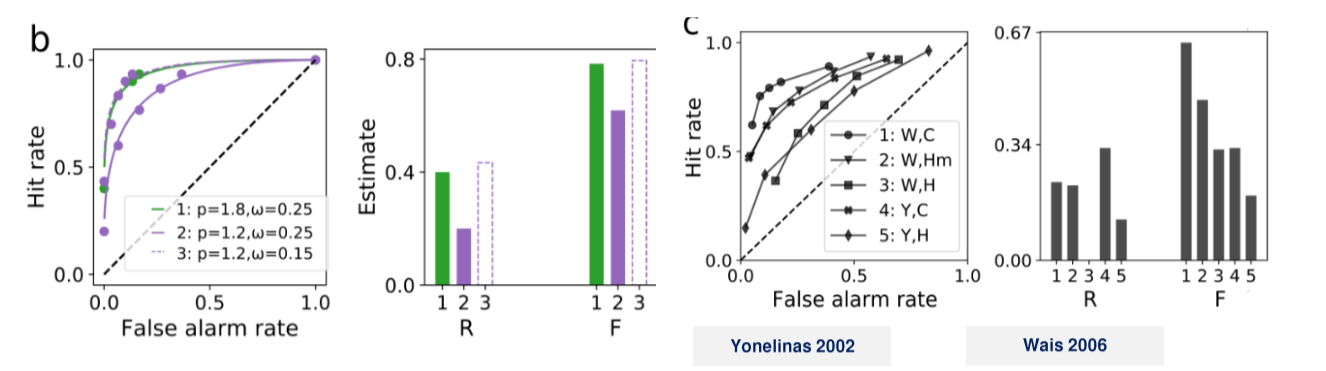 b
Hit rate
1.0
0.5
0.0
1: p=1.8,ω=0.25
2: p=1.2,ω=0.25
3: p=1.2,ω=0.15
0.0 0.5 1.0
False alarm rate
Estimate
0.8
0.4
0.0
1 2 3 1 2 3
R F
C
Hit rate
1.0
0.5
0.0
1: W,C
2: W,Hm
3: W,H
4: Y,C
5: Y,H
0.0 0.5 1.0
False alarm rate
0.67
0.34
0.00
1 2 3 4 5 1 2 3 4 5
R F
Yonelinas 2002
Wais 2006